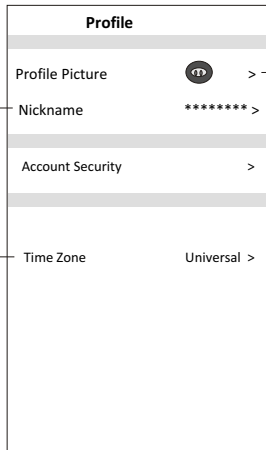 Profile
Profile Picture >
Nickname ******** >
Account Security >
Time Zone Universal >